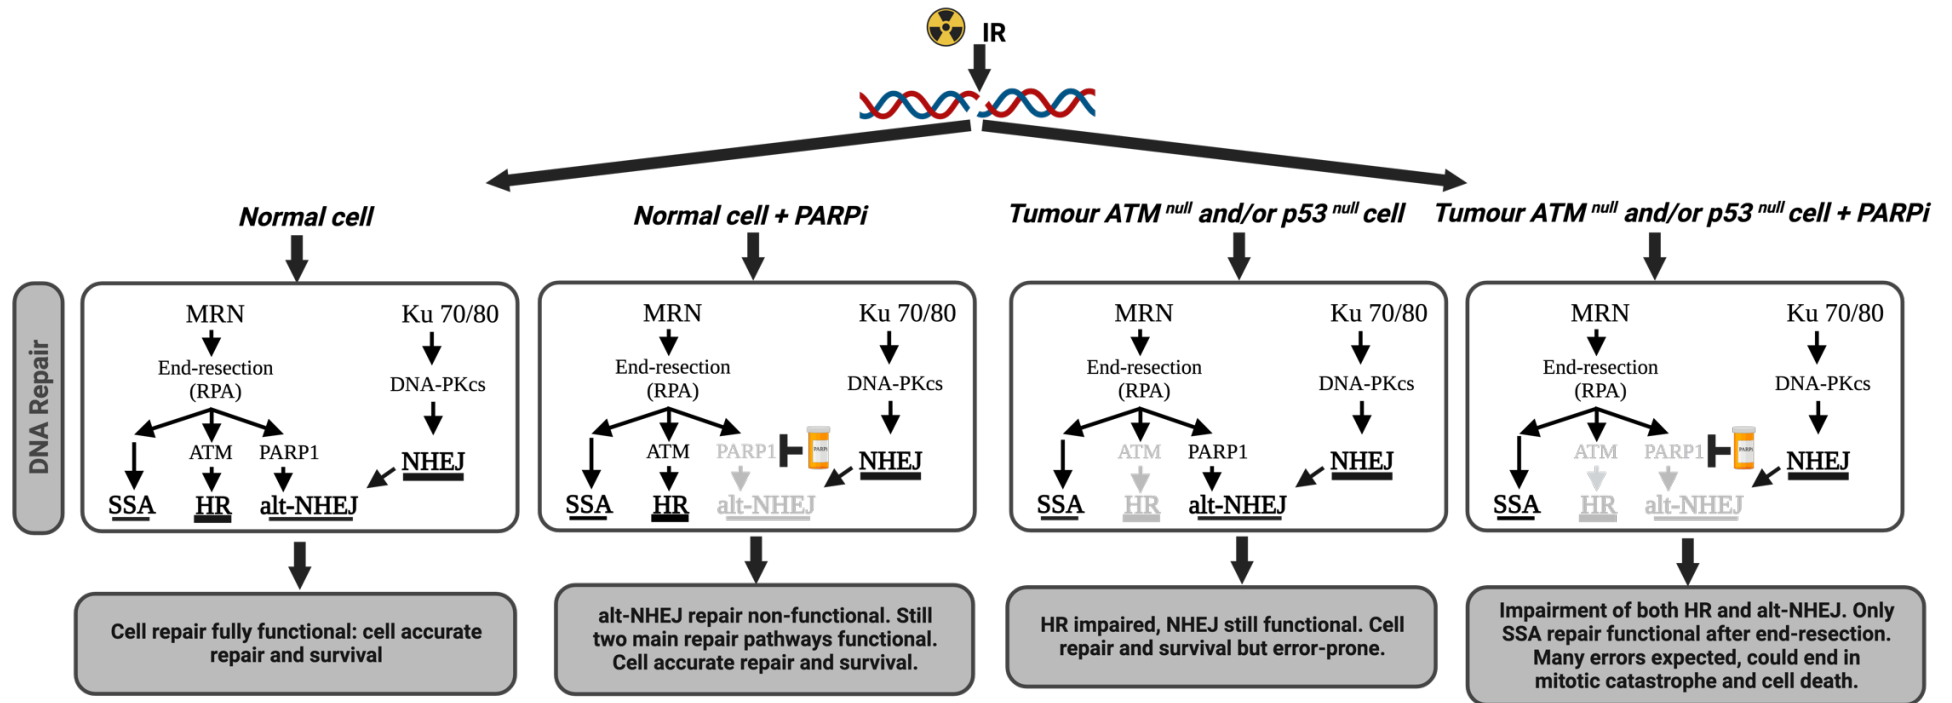 IR
Normal cell
Normal cell + PARPi
Tumour ATM null and/or p53 null cell
Tumour ATM null and/or p53 null cell + PARPi
DNA Repair
MRN
Ku 70/80
End-resection
(RPA)
DNA-PKcs
ATM
PARP1
NHEJ
SSA
HR
alt-NHEJ
MRN
Ku 70/80
End-resection
(RPA)
DNA-PKcs
ATM
PARP1
PARPi
NHEJ
SSA
HR
alt-NHEJ
MRN
Ku 70/80
End-resection
(RPA)
DNA-PKcs
ATM
PARP1
NHEJ
SSA
HR
alt-NHEJ
MRN
Ku 70/80
End-resection
(RPA)
DNA-PKcs
ATM
PARP1
PARPi
NHEJ
SSA
HR
alt-NHEJ
Cell repair fully functional: cell accurate
repair and survival
alt-NHEJ repair non-functional. Still
two main repair pathways functional.
Cell accurate repair and survival.
HR impaired, NHEJ still functional. Cell
repair and survival but error-prone.
Impairment of both HR and alt-NHEJ. Only
SSA repair functional after end-resection.
Many errors expected, could end in
mitotic catastrophe and cell death.